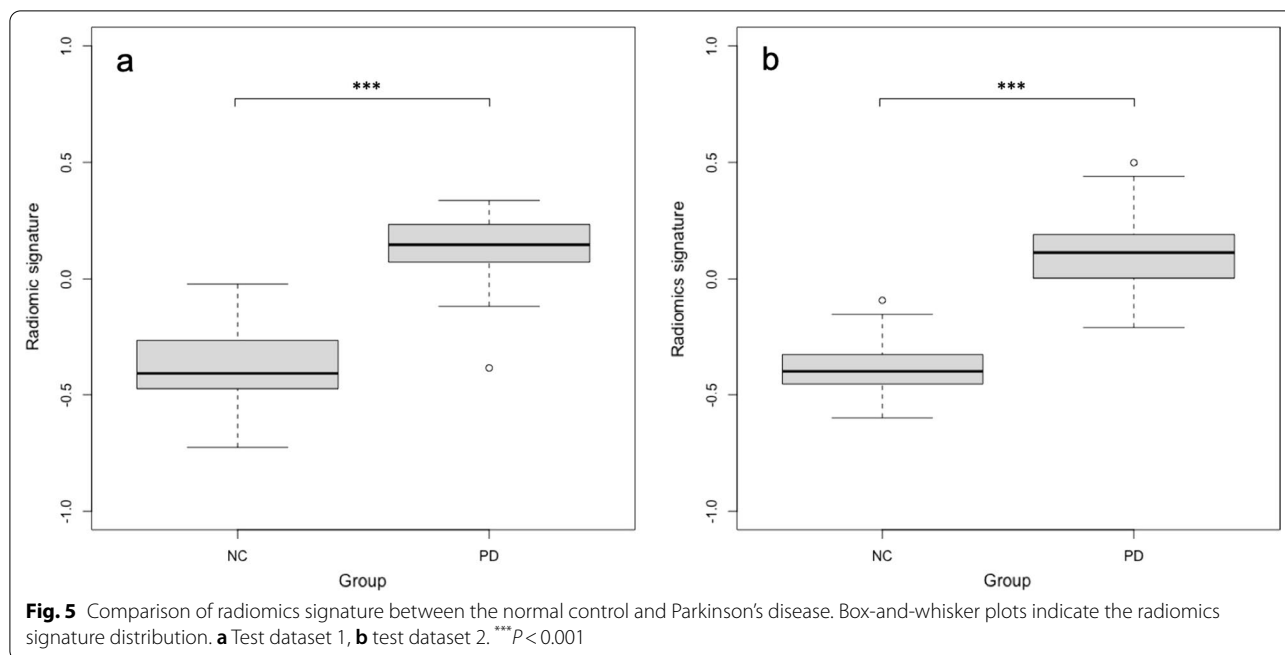 a
***
1.0
0.5
0.0
-0.5
-1.0
Radiomic signature
NC PD
Group
b
***
1.0
0.5
0.0
-0.5
-1.0
Radiomics signature
NC PD
Group
Fig. 5 Comparison of radiomics signature between the normal control and Parkinson's disease. Box-and-whisker plots indicate the radiomics
signature distribution. a Test dataset 1, b test dataset 2. ***P < 0.001